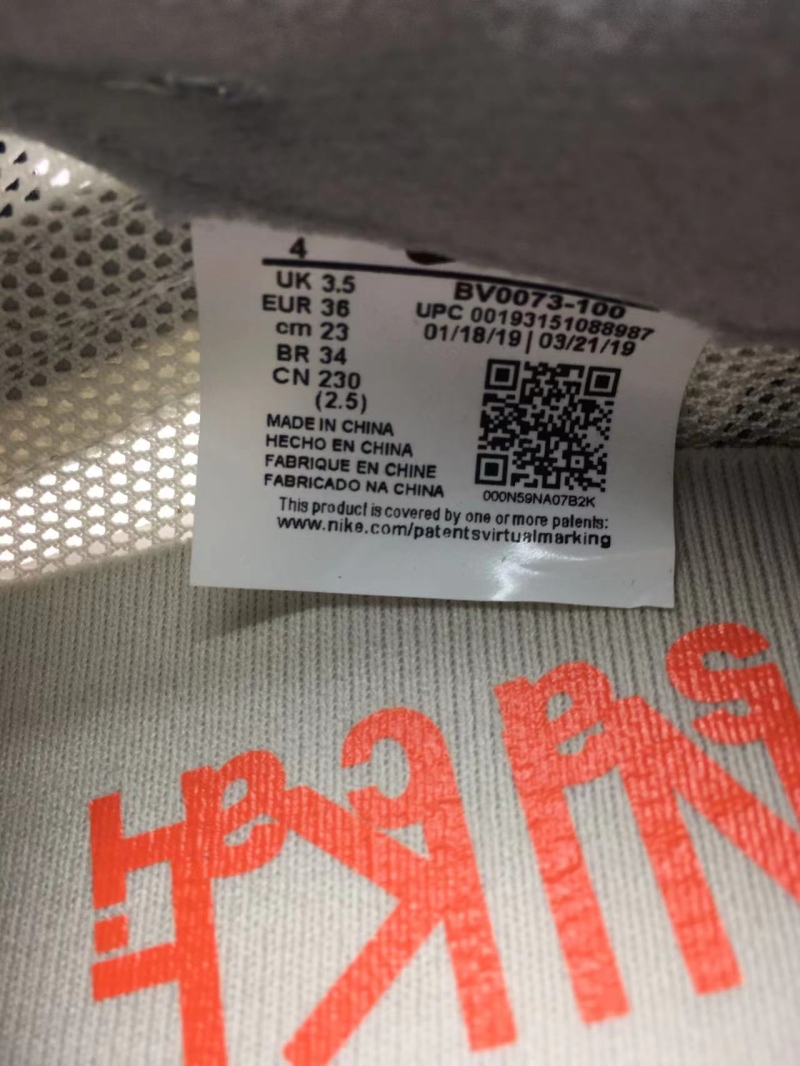 4
UK 3.5
EUR 36
cm 23
BR 34
CN 230
(2.5)
BV0073-100
UPC 00193151088987
01/18/19 | 03/21/19
MADE IN CHINA
HECHO EN CHINA
FABRIQUE EN CHINE
FABRICADO NA CHINA
000N59NA07B2K
This product is covered by one or more patents:
www.nike.com/patentsvirtualmarking
sacai
NIKE